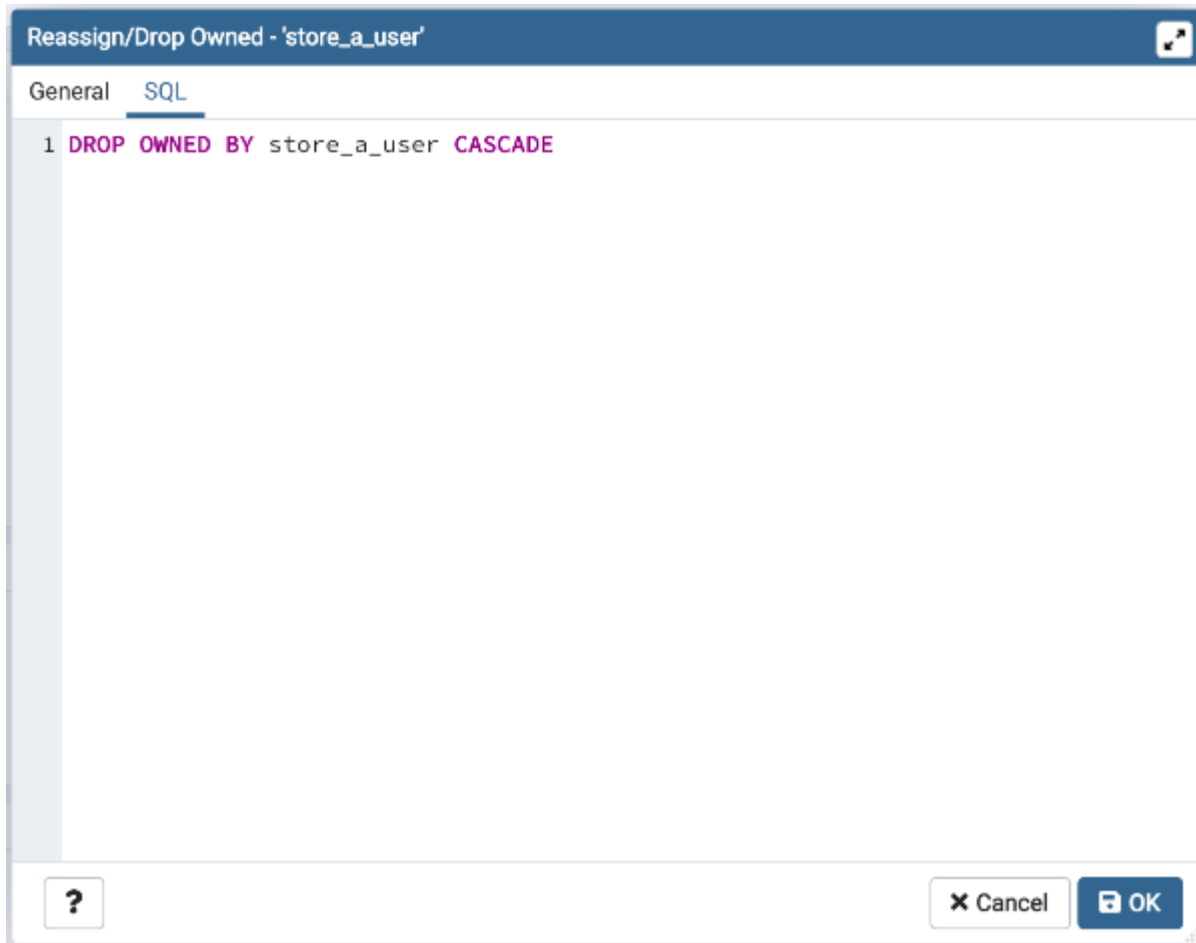 Reassign/Drop Owned - 'store_a_user'
General SQL
1 DROP OWNED BY store_a_user CASCADE
? Cancel OK